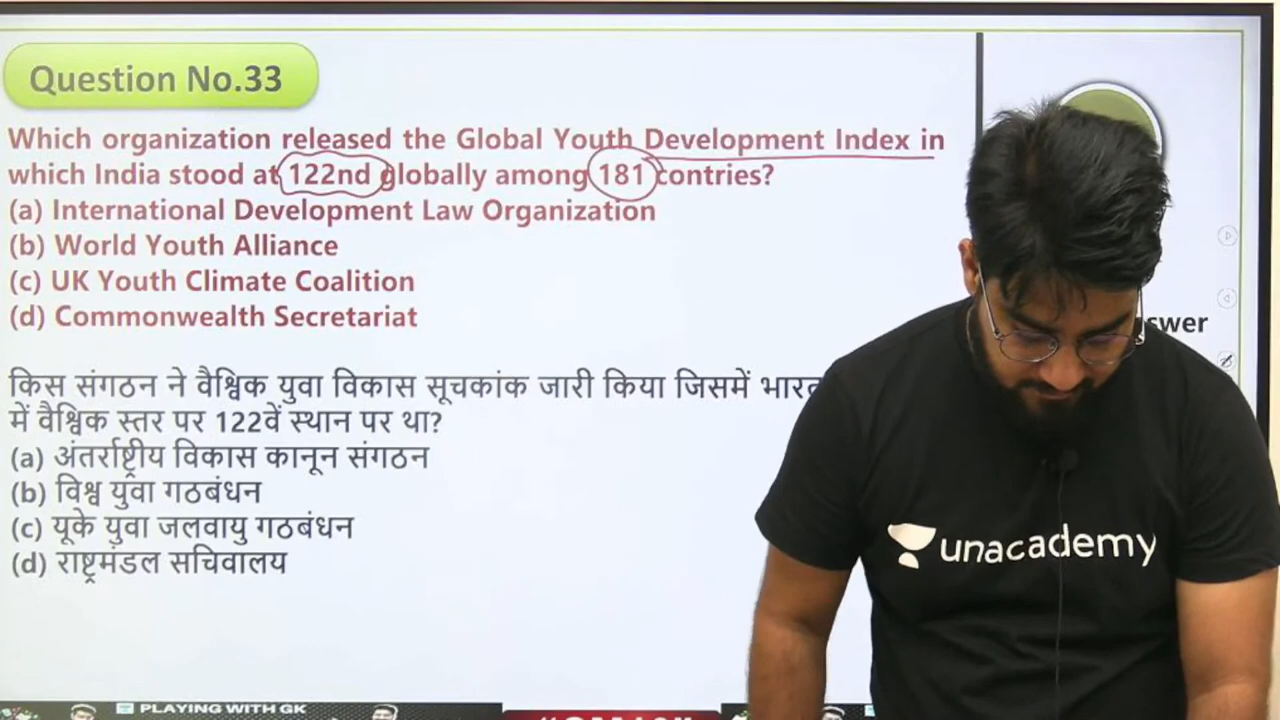 Question No.33
Which organization released the Global Youth Development Index in
which India stood at 122nd globally among 181 contries?
(a) International Development Law Organization
(b) World Youth Alliance
(c) UK Youth Climate Coalition
(d) Commonwealth Secretariat
swer
किस संगठन ने वैश्विक युवा विकास सूचकांक जारी किया जिसमें भारत
में वैश्विक स्तर पर 122वें स्थान पर था?
(a) अंतर्राष्ट्रीय विकास कानून संगठन
(b) विश्व युवा गठबंधन
(c) यूके युवा जलवायु गठबंधन
(d) राष्ट्रमंडल सचिवालय
unacademy
PLAYING WITH GK